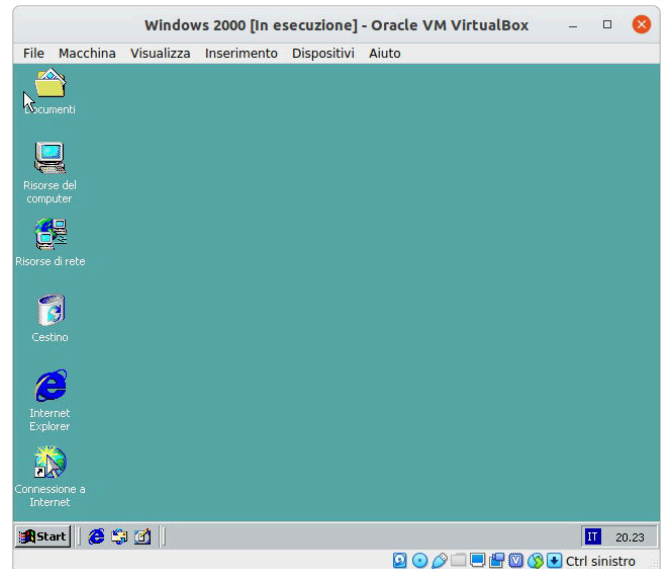 Windows 2000 [In esecuzione] - Oracle VM VirtualBox
File Macchina Visualizza Inserimento Dispositivi Aiuto
Documenti
Risorse del
computer
Risorse di rete
Cestino
Internet
Explorer
Connessione a
Internet
Start
IT
20.23
Ctrl sinistro